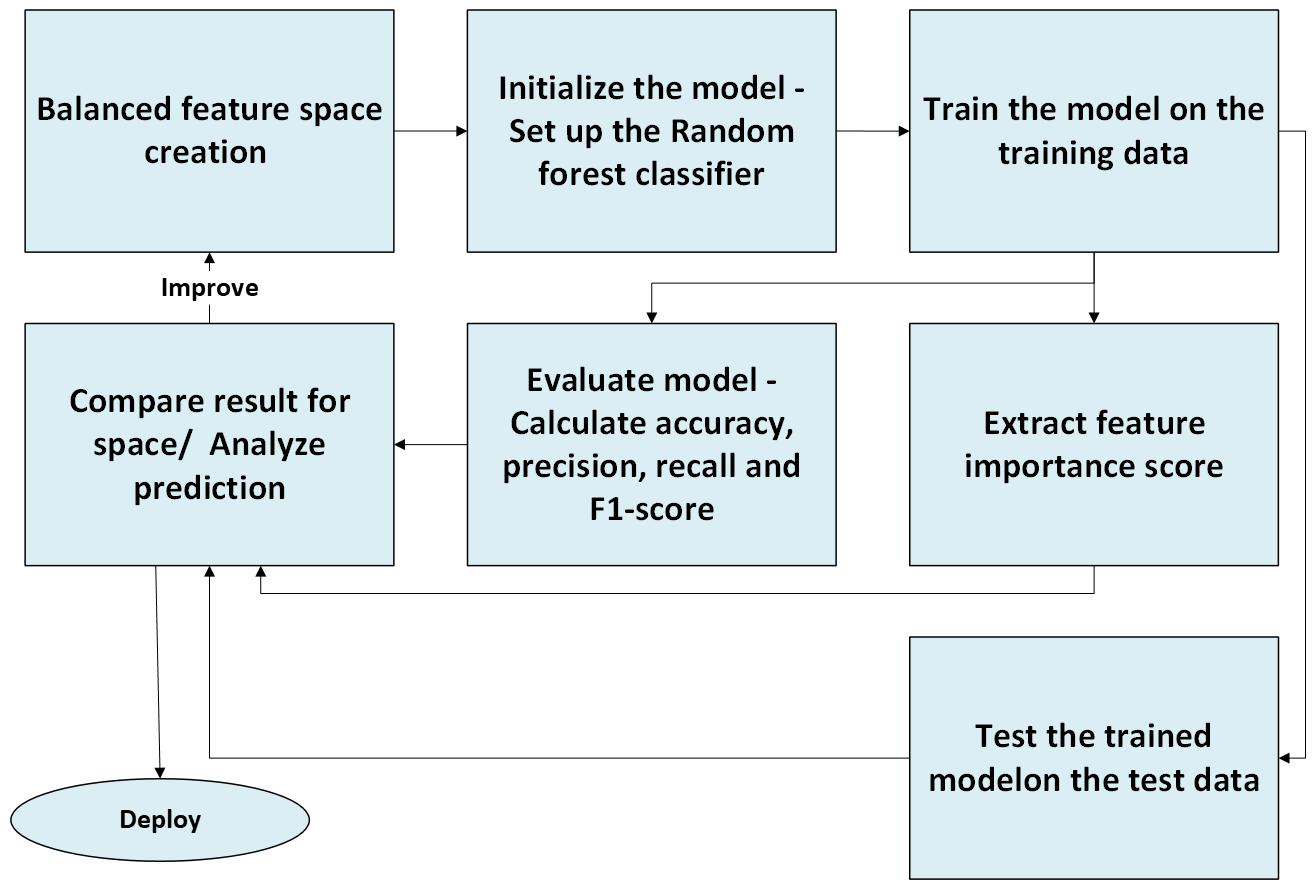 Balanced feature space
creation
Initialize the model -
Set up the Random
forest classifier
Train the model on the
training data
Improve
Compare result for
space/  Analyze
prediction
Evaluate model -
Calculate accuracy,
precision, recall and
F1-score
Extract feature
importance score
Test the trained
modelon the test data
Deploy